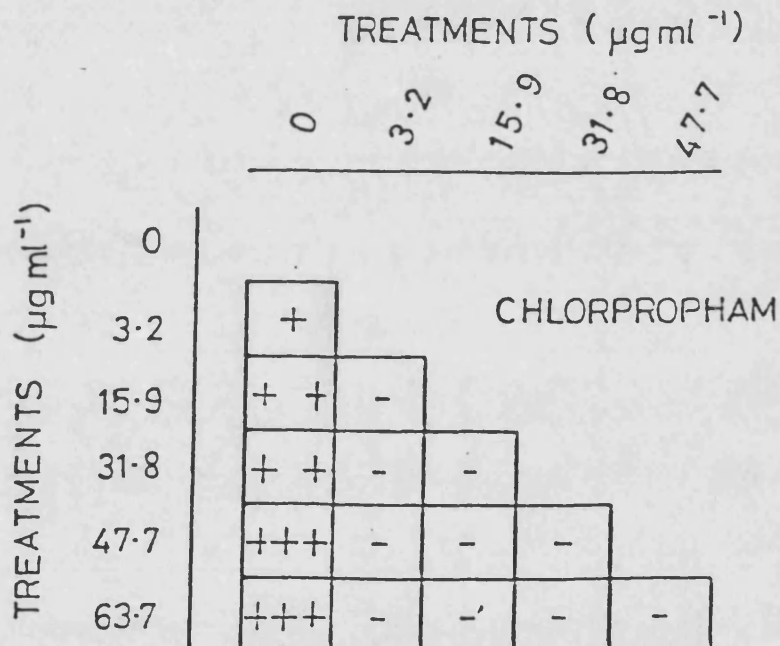 TREATMENTS (µg ml⁻¹)
0 3·2 15·9 31·8 47·7
TREATMENTS (µg ml⁻¹)
0
CHLORPROPHAM
3·2 +
15·9 + + -
31·8 + + - -
47·7 +++ - - -
63·7 +++ - -′ - -